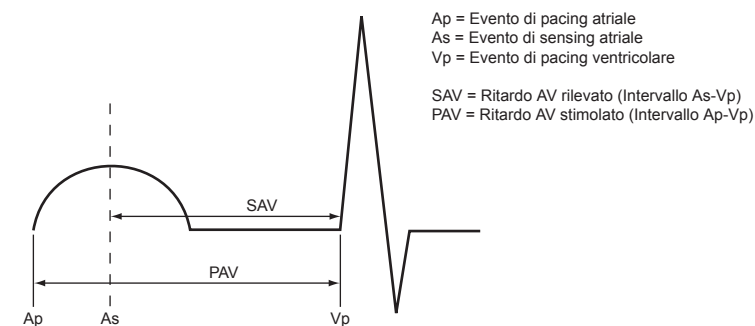 Ap = Evento di pacing atriale
As = Evento di sensing atriale
Vp = Evento di pacing ventricolare
SAV = Ritardo AV rilevato (Intervallo As-Vp)
PAV = Ritardo AV stimolato (Intervallo Ap-Vp)
SAV
PAV
Ap As Vp